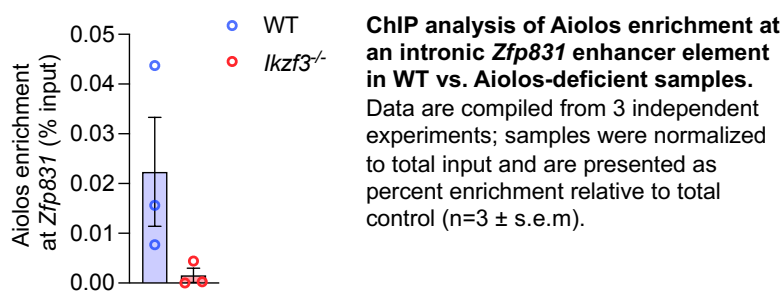 0.05
0.04
0.03
0.02
0.01
0.00
Aiolos enrichment
at Zfp831 (% input)
WT
Ikzf3-/-
ChIP analysis of Aiolos enrichment at
an intronic Zfp831 enhancer element
in WT vs. Aiolos-deficient samples.
Data are compiled from 3 independent
experiments; samples were normalized
to total input and are presented as
percent enrichment relative to total
control (n=3 ± s.e.m).